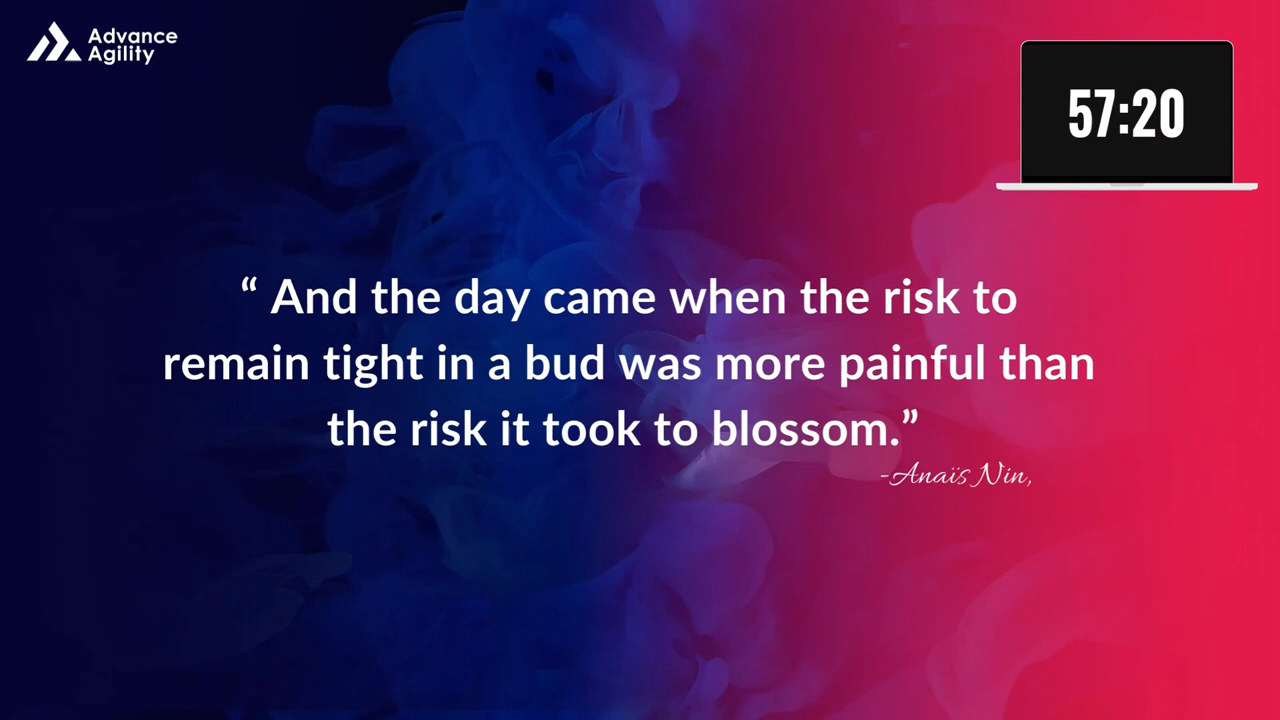 Advance
Agility
57:20
“ And the day came when the risk to
remain tight in a bud was more painful than
the risk it took to blossom.”
-Anaïs Nin,